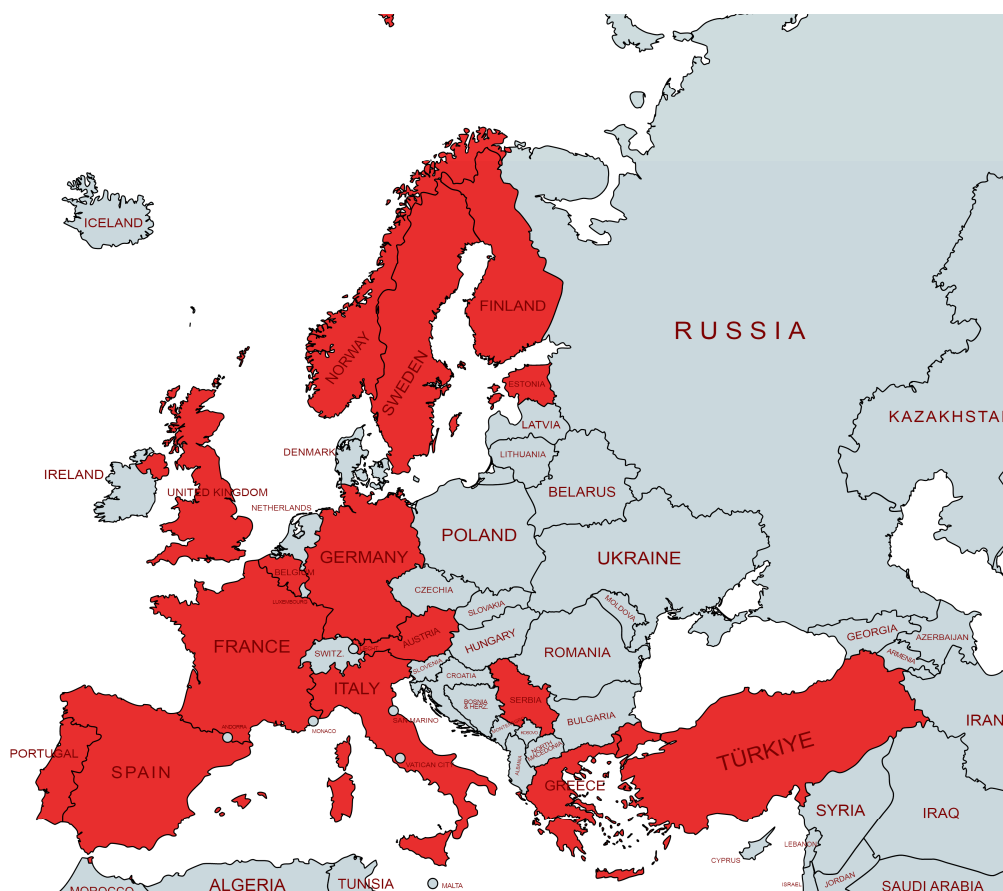 ICELAND
FINLAND
NORWAY
SWEDEN
RUSSIA
ESTONIA
KAZAKHSTAN
LATVIA
DENMARK
LITHUANIA
IRELAND
UNITED KINGDOM
BELARUS
NETHERLANDS
POLAND
GERMANY
UKRAINE
BELGIUM
CZECHIA
LUXEMBOURG
SLOVAKIA
MOLDOVA
AUSTRIA
GEORGIA
AZERBAIJAN
FRANCE
SWITZ.
LIECHT.
HUNGARY
ROMANIA
ARMENIA
SLOVENIA
CROATIA
ITALY
SERBIA
BOSNIA
& HERZ.
SAN MARINO
BULGARIA
IRAN
ANDORRA
MONACO
KOSOVO
PORTUGAL
SPAIN
VATICAN CITY
ALBANIA
NORTH
MACEDONIA
TÜRKIYE
GREECE
SYRIA
IRAQ
LEBANON
CYPRUS
MOROCCO
ALGERIA
TUNISIA
MALTA
ISRAEL
JORDAN
SAUDI ARABIA